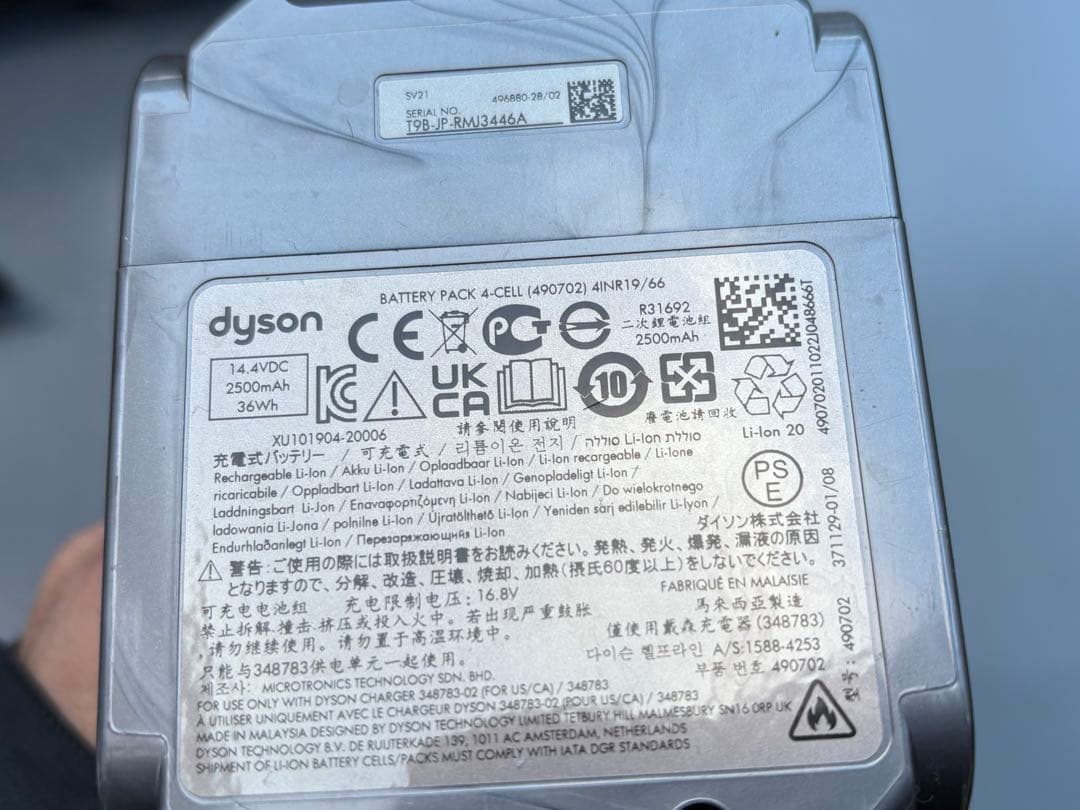 SV21
496880-28/02
SERIAL NO.
T9B-JP-RMJ3446A
BATTERY PACK 4-CELL (490702) 4INR19/66
dyson
CE
PCT
R31692
二次鋰電池組
2500mAh
14.4VDC
2500mAh
36Wh
UK
CA
10
請參閱使用說明
廢電池請回收
Li-Ion 20
4907020110221048666T
XU101904-20006
充電式バッテリー / 可充電式 / 리튬이온 전지 / סוללה Li-Ion סוללת
Rechargeable Li-Ion / Akku Li-Ion / Oplaadbaar Li-Ion / Li-Ion recargeable / Li-Ione
ricaricabile / Oppladbart Li-Ion / Ladattava Li-Ion / Genopladeligt Li-Ion /
Laddningsbart Li-Jon / Επαναφορτιζόμενη Li-Ion / Nabíjecí Li-Ion / Do wielokrotnego
ładowania Li-Jona / polnilne Li-Ion / Újratölthető Li-Ion / Yeniden şarj edilebilir Li-Iyon /
Endurhlaðanlegt Li-Ion / Перезаряжающийся Li-Ion
PS
E
ダイソン株式会社
371129-01/08
警告:ご使用の際には取扱説明書をお読みください。発熱、発火、爆発、漏液の原因
となりますので、分解、改造、圧壊、焼却、加熱(摂氏60度以上)をしないでください。
FABRIQUÉ EN MALAISIE
可充电电池组 充电限制电压:16.8V
馬來西亞製造
禁止拆解、撞击、挤压或投入火中。若出现严重鼓胀
僅使用戴森充電器 (348783)
,请勿继续使用。请勿置于高温环境中。
다이슨 헬프라인 A/S:1588-4253
只能与348783供电单元一起使用。
부품 번호 490702
型号: 490702
제조사: MICROTRONICS TECHNOLOGY SDN. BHD.
FOR USE ONLY WITH DYSON CHARGER 348783-02 (FOR US/CA) / 348783
À UTILISER UNIQUEMENT AVEC LE CHARGEUR DYSON 348783-02 (POUR US/CA) / 348783
MADE IN MALAYSIA DESIGNED BY DYSON TECHNOLOGY LIMITED TETBURY HILL MALMESBURY SN16 0RP UK
DYSON TECHNOLOGY B.V. DE RUIJTERKADE 139, 1011 AC AMSTERDAM, NETHERLANDS
SHIPMENT OF LI-ION BATTERY CELLS/PACKS MUST COMPLY WITH IATA DGR STANDARDS